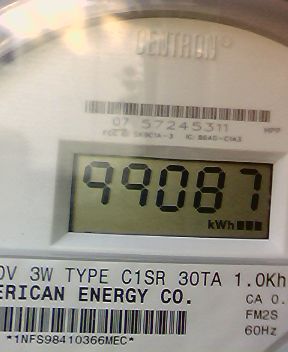 CENTRON®
07 57245311
MPP
99087
kWh
0V 3W TYPE C1SR 30TA 1.0Kh
ERICAN ENERGY CO.
CA 0.
FM2S
60Hz
*1NFS98410366MEC*